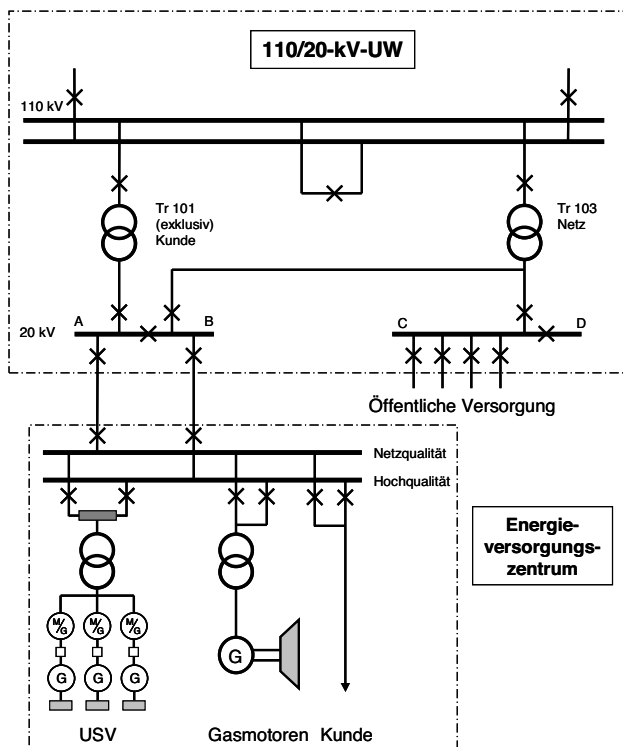 110/20-kV-UW
110 kV
Tr 101
(exklusiv)
Kunde
Tr 103
Netz
20 kV
A
B
C
D
Öffentliche Versorgung
Netzqualität
Hochqualität
Energie-
versorgungs-
zentrum
M/G
M/G
M/G
G
G
G
G
USV
Gasmotoren
Kunde